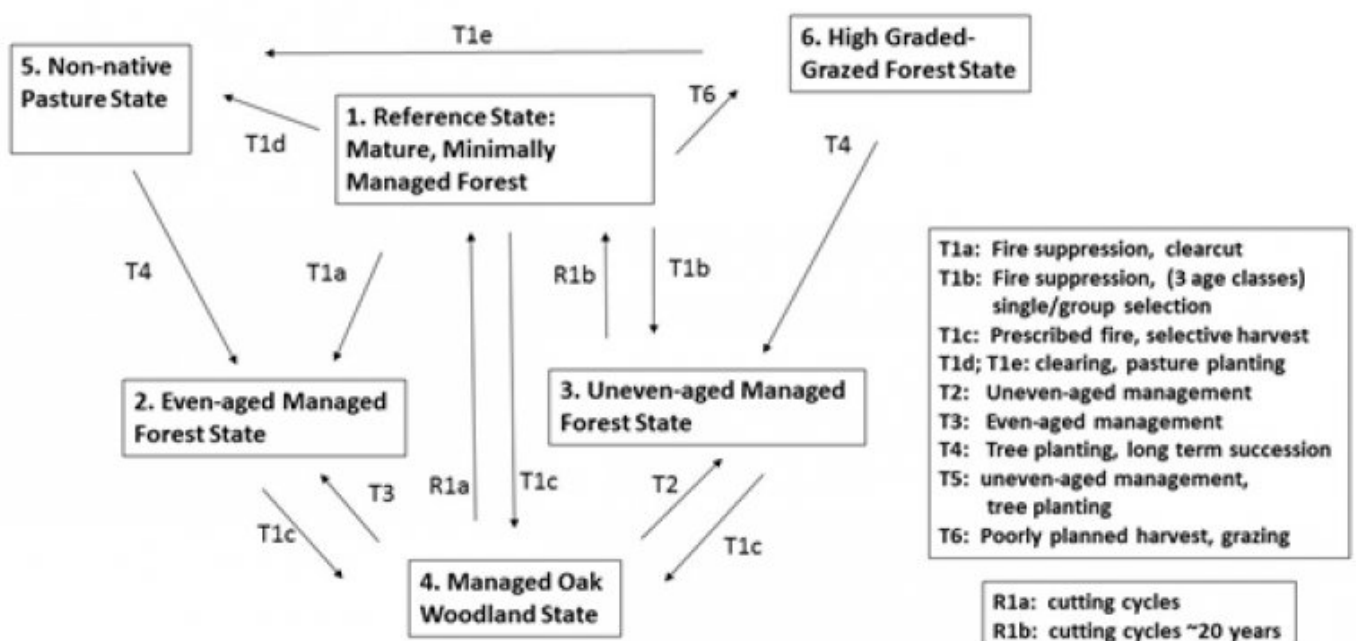 T1e
6. High Graded-
Grazed Forest State
5. Non-native
Pasture State
1. Reference State:
Mature, Minimally
Managed Forest
T1d
T6
T4
T4
T1a
R1b
T1b
2. Even-aged Managed
Forest State
3. Uneven-aged Managed
Forest State
T3
R1a
T1c
T2
T1c
T1c
4. Managed Oak
Woodland State
T1a: Fire suppression, clearcut
T1b: Fire suppression, (3 age classes)
single/group selection
T1c: Prescribed fire, selective harvest
T1d; T1e: clearing, pasture planting
T2: Uneven-aged management
T3: Even-aged management
T4: Tree planting, long term succession
T5: uneven-aged management,
tree planting
T6: Poorly planned harvest, grazing
R1a: cutting cycles
R1b: cutting cycles ~20 years